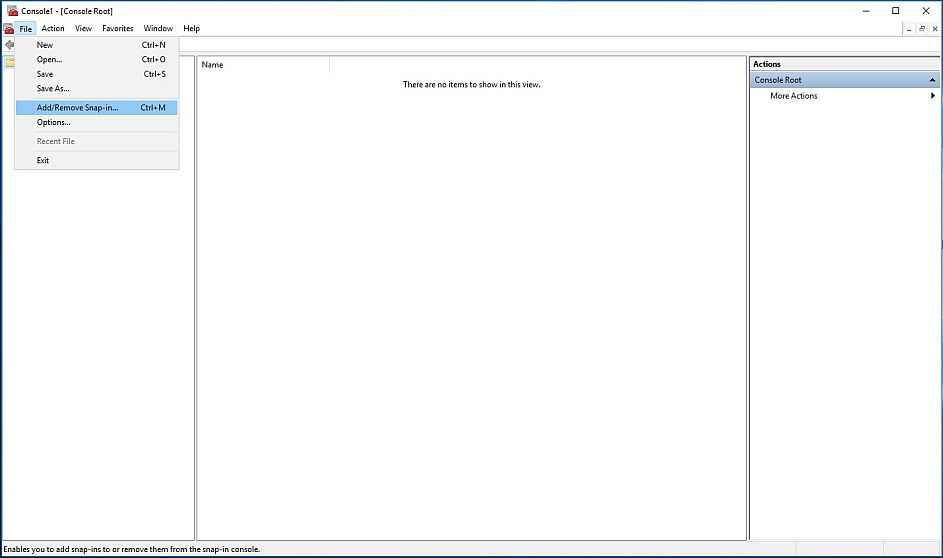 Console1 - [Console Root]
File Action View Favorites Window Help
New Ctrl+N
Open... Ctrl+O
Save Ctrl+S
Save As...
Add/Remove Snap-in... Ctrl+M
Options...
Recent File
Exit
Name
There are no items to show in this view.
Actions
Console Root
More Actions
Enables you to add snap-ins to or remove them from the snap-in console.